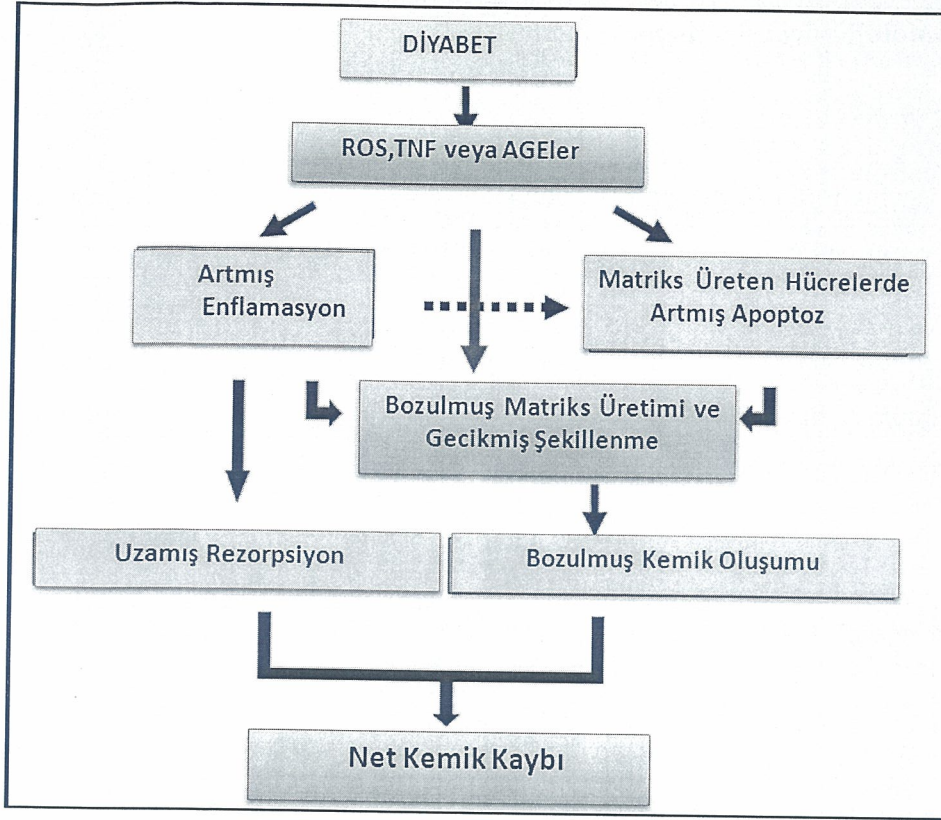 DİYABET
ROS,TNF veya AGEler
Artmış
Enflamasyon
Matriks Üreten Hücrelerde
Artmış Apoptoz
Bozulmuş Matriks Üretimi ve
Gecikmiş Şekillenme
Uzamış Rezorpsiyon
Bozulmuş Kemik Oluşumu
Net Kemik Kaybı